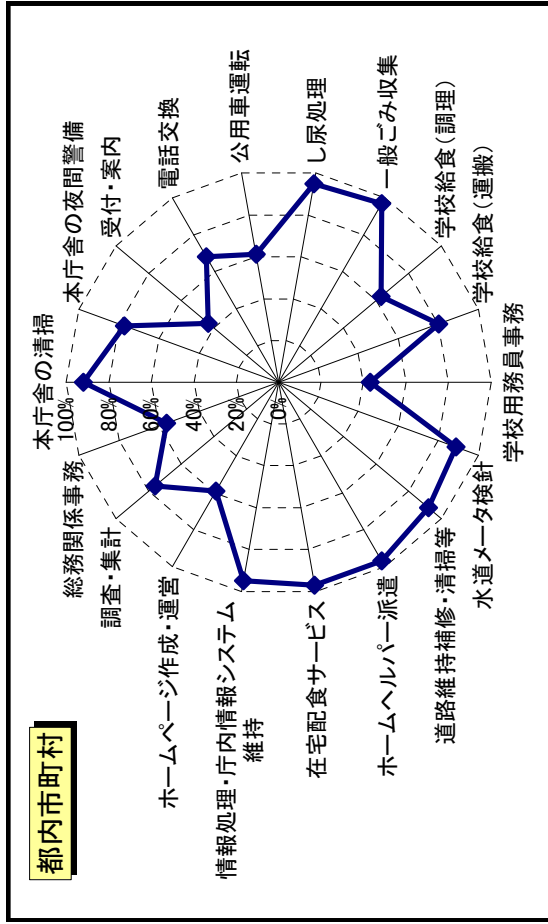 都内市町村
本庁舎の清掃
本庁舎の夜間警備
受付・案内
電話交換
公用車運転
し尿処理
一般ごみ収集
学校給食(調理)
学校給食(運搬)
学校用務員事務
水道メータ検針
道路維持補修・清掃等
ホームヘルパー派遣
在宅配食サービス
情報処理・庁内情報システム
維持
ホームページ作成・運営
調査・集計
総務関係事務
100%
80%
60%
40%
20%
0%